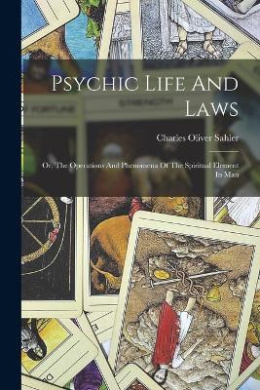 OF FORTUNE
STRENGTH
PSYCHIC LIFE AND
LAWS
Charles Oliver Sahler
Or, The Operations And Phenomena Of The Spiritual Element
In Man